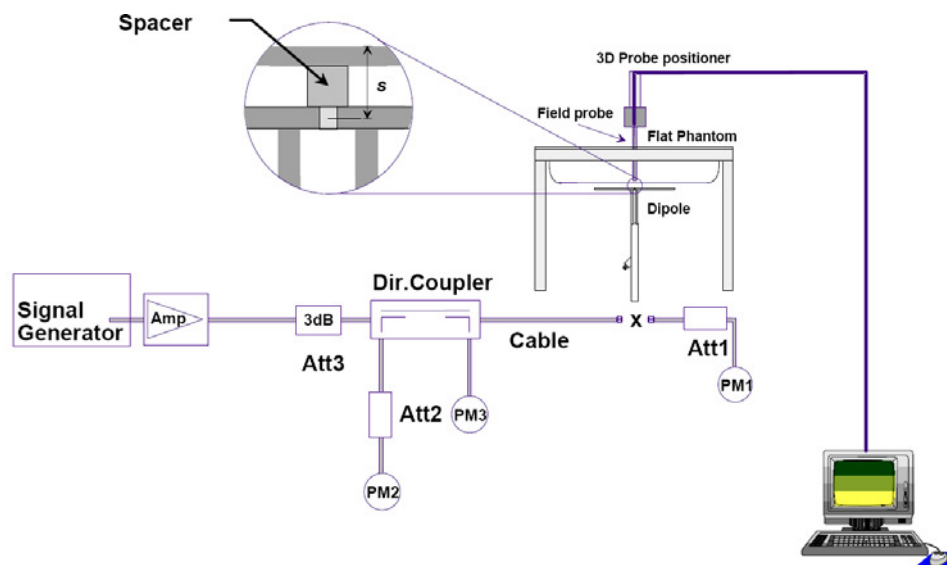 Spacer
s
3D Probe positioner
Field probe
Flat Phantom
Dipole
Dir.Coupler
Signal
Generator
Amp
3dB
Att3
Cable
x
Att1
PM1
Att2
PM3
PM2